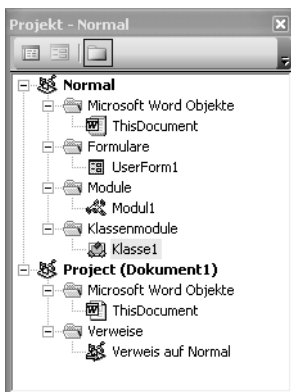 Projekt - Normal
Normal
Microsoft Word Objekte
ThisDocument
Formulare
UserForm1
Module
Modul1
Klassenmodule
Klasse1
Project (Dokument1)
Microsoft Word Objekte
ThisDocument
Verweise
Verweis auf Normal